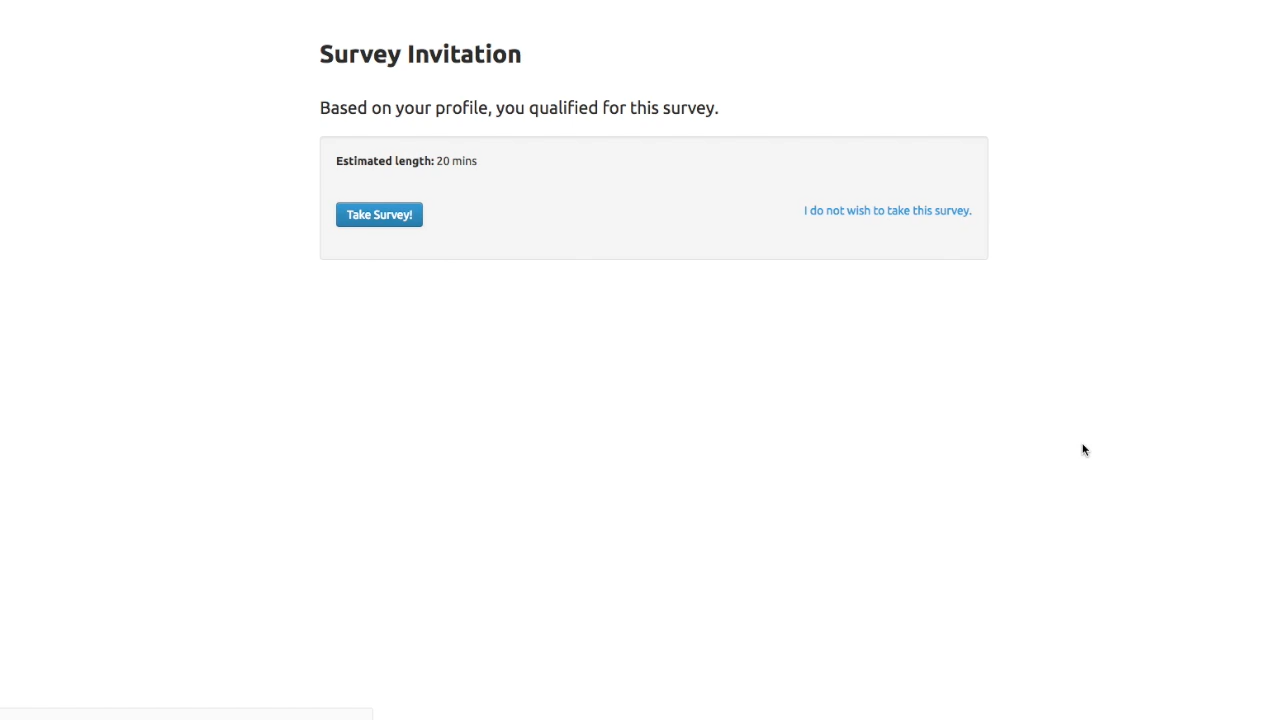 Survey Invitation
Based on your profile, you qualified for this survey.
Estimated length: 20 mins
Take Survey!
I do not wish to take this survey.